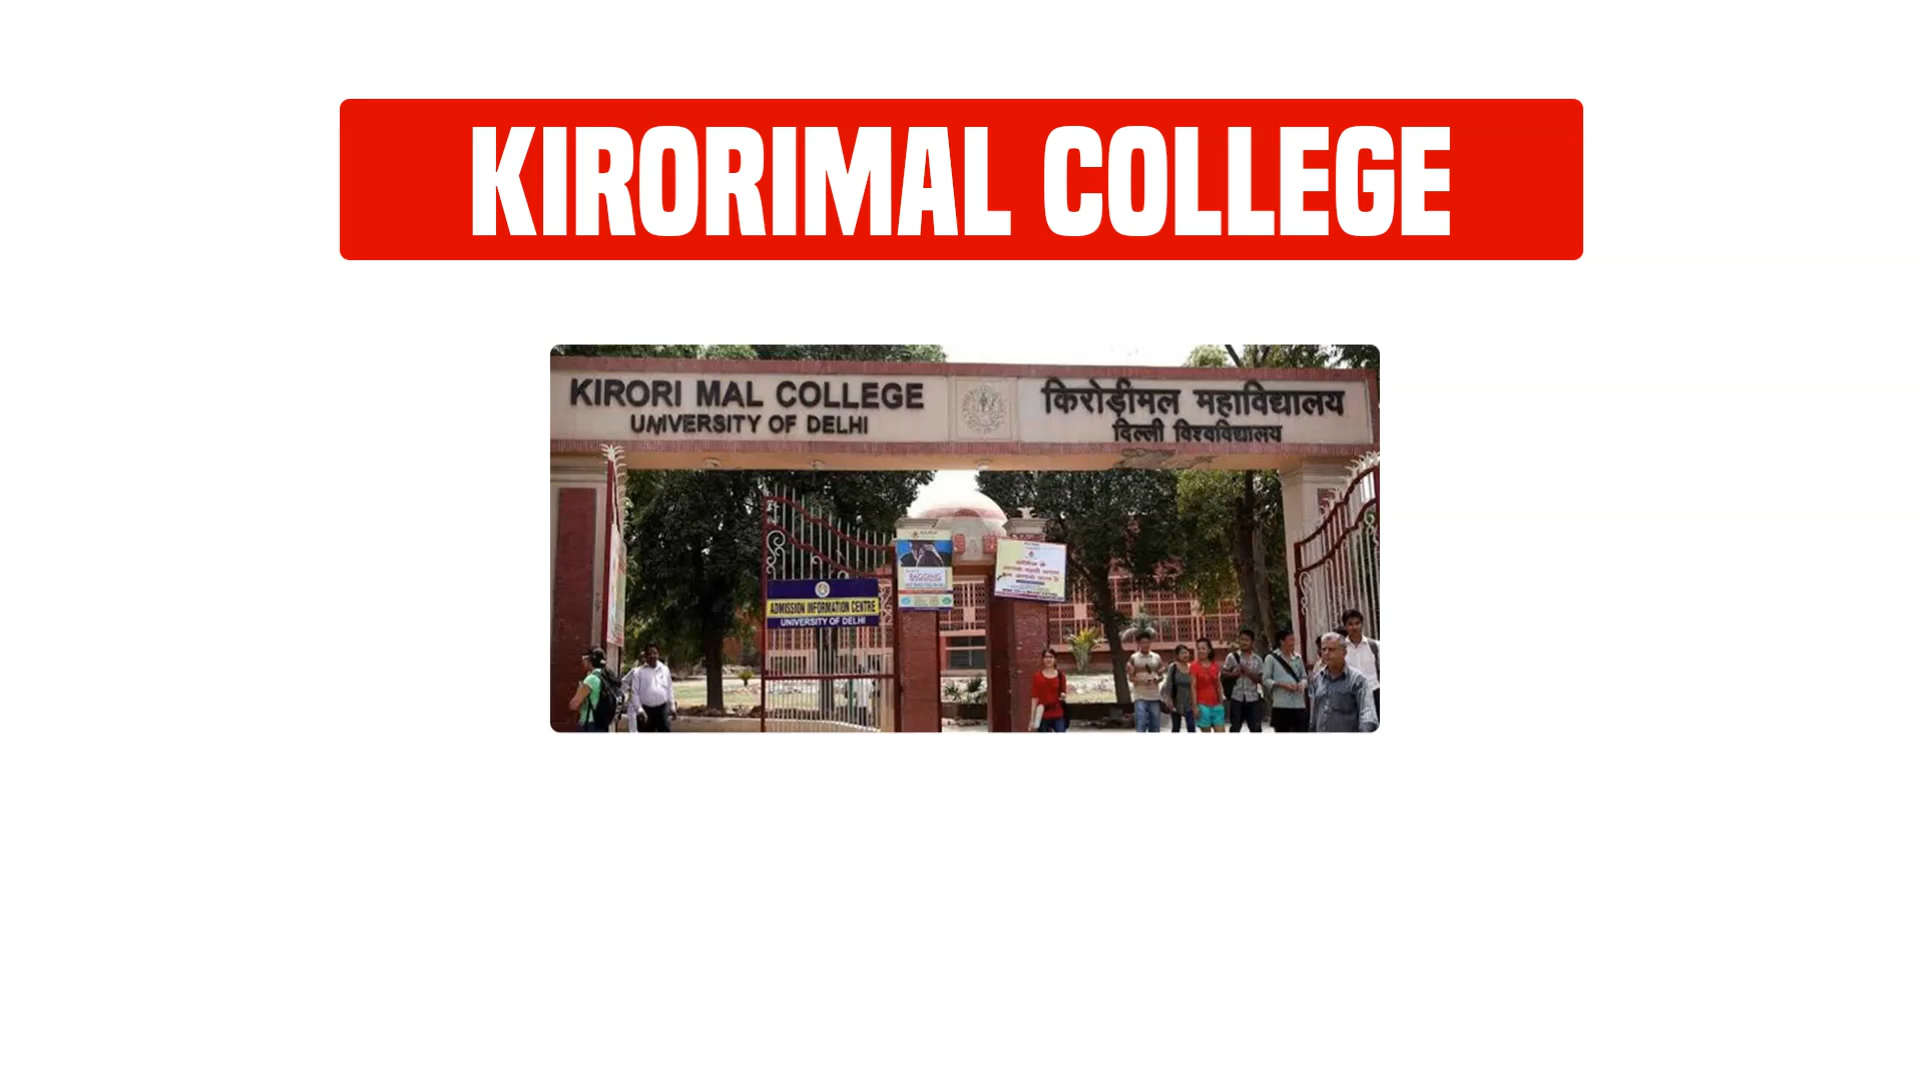 KIRORIMAL COLLEGE
KIRORI MAL COLLEGE
UNIVERSITY OF DELHI
किरोड़ीमल महाविद्यालय
दिल्ली विश्वविद्यालय
ADMISSION INFORMATION CENTRE
UNIVERSITY OF DELHI
RAGGING